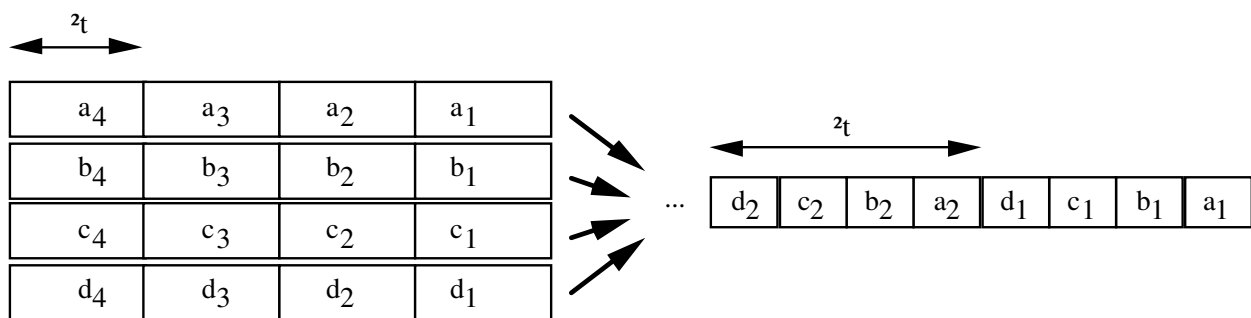 ²t
a4 a3 a2 a1
b4 b3 b2 b1
c4 c3 c2 c1
d4 d3 d2 d1
²t
... d2 c2 b2 a2 d1 c1 b1 a1